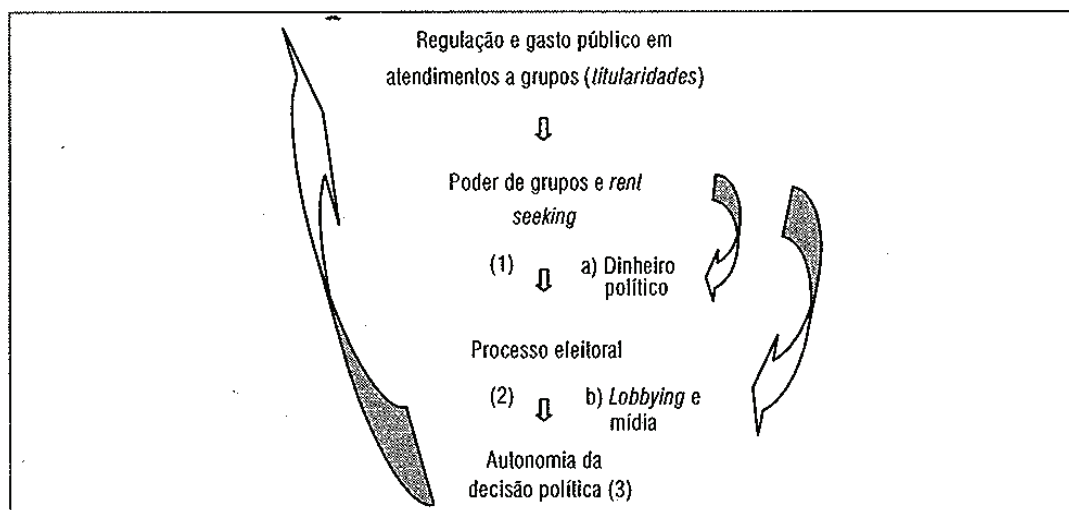 Regulação e gasto público em
atendimentos a grupos (titularidades)
Poder de grupos e rent
seeking
(1) a) Dinheiro
político
Processo eleitoral
(2) b) Lobbying e
mídia
Autonomia da
decisão política (3)